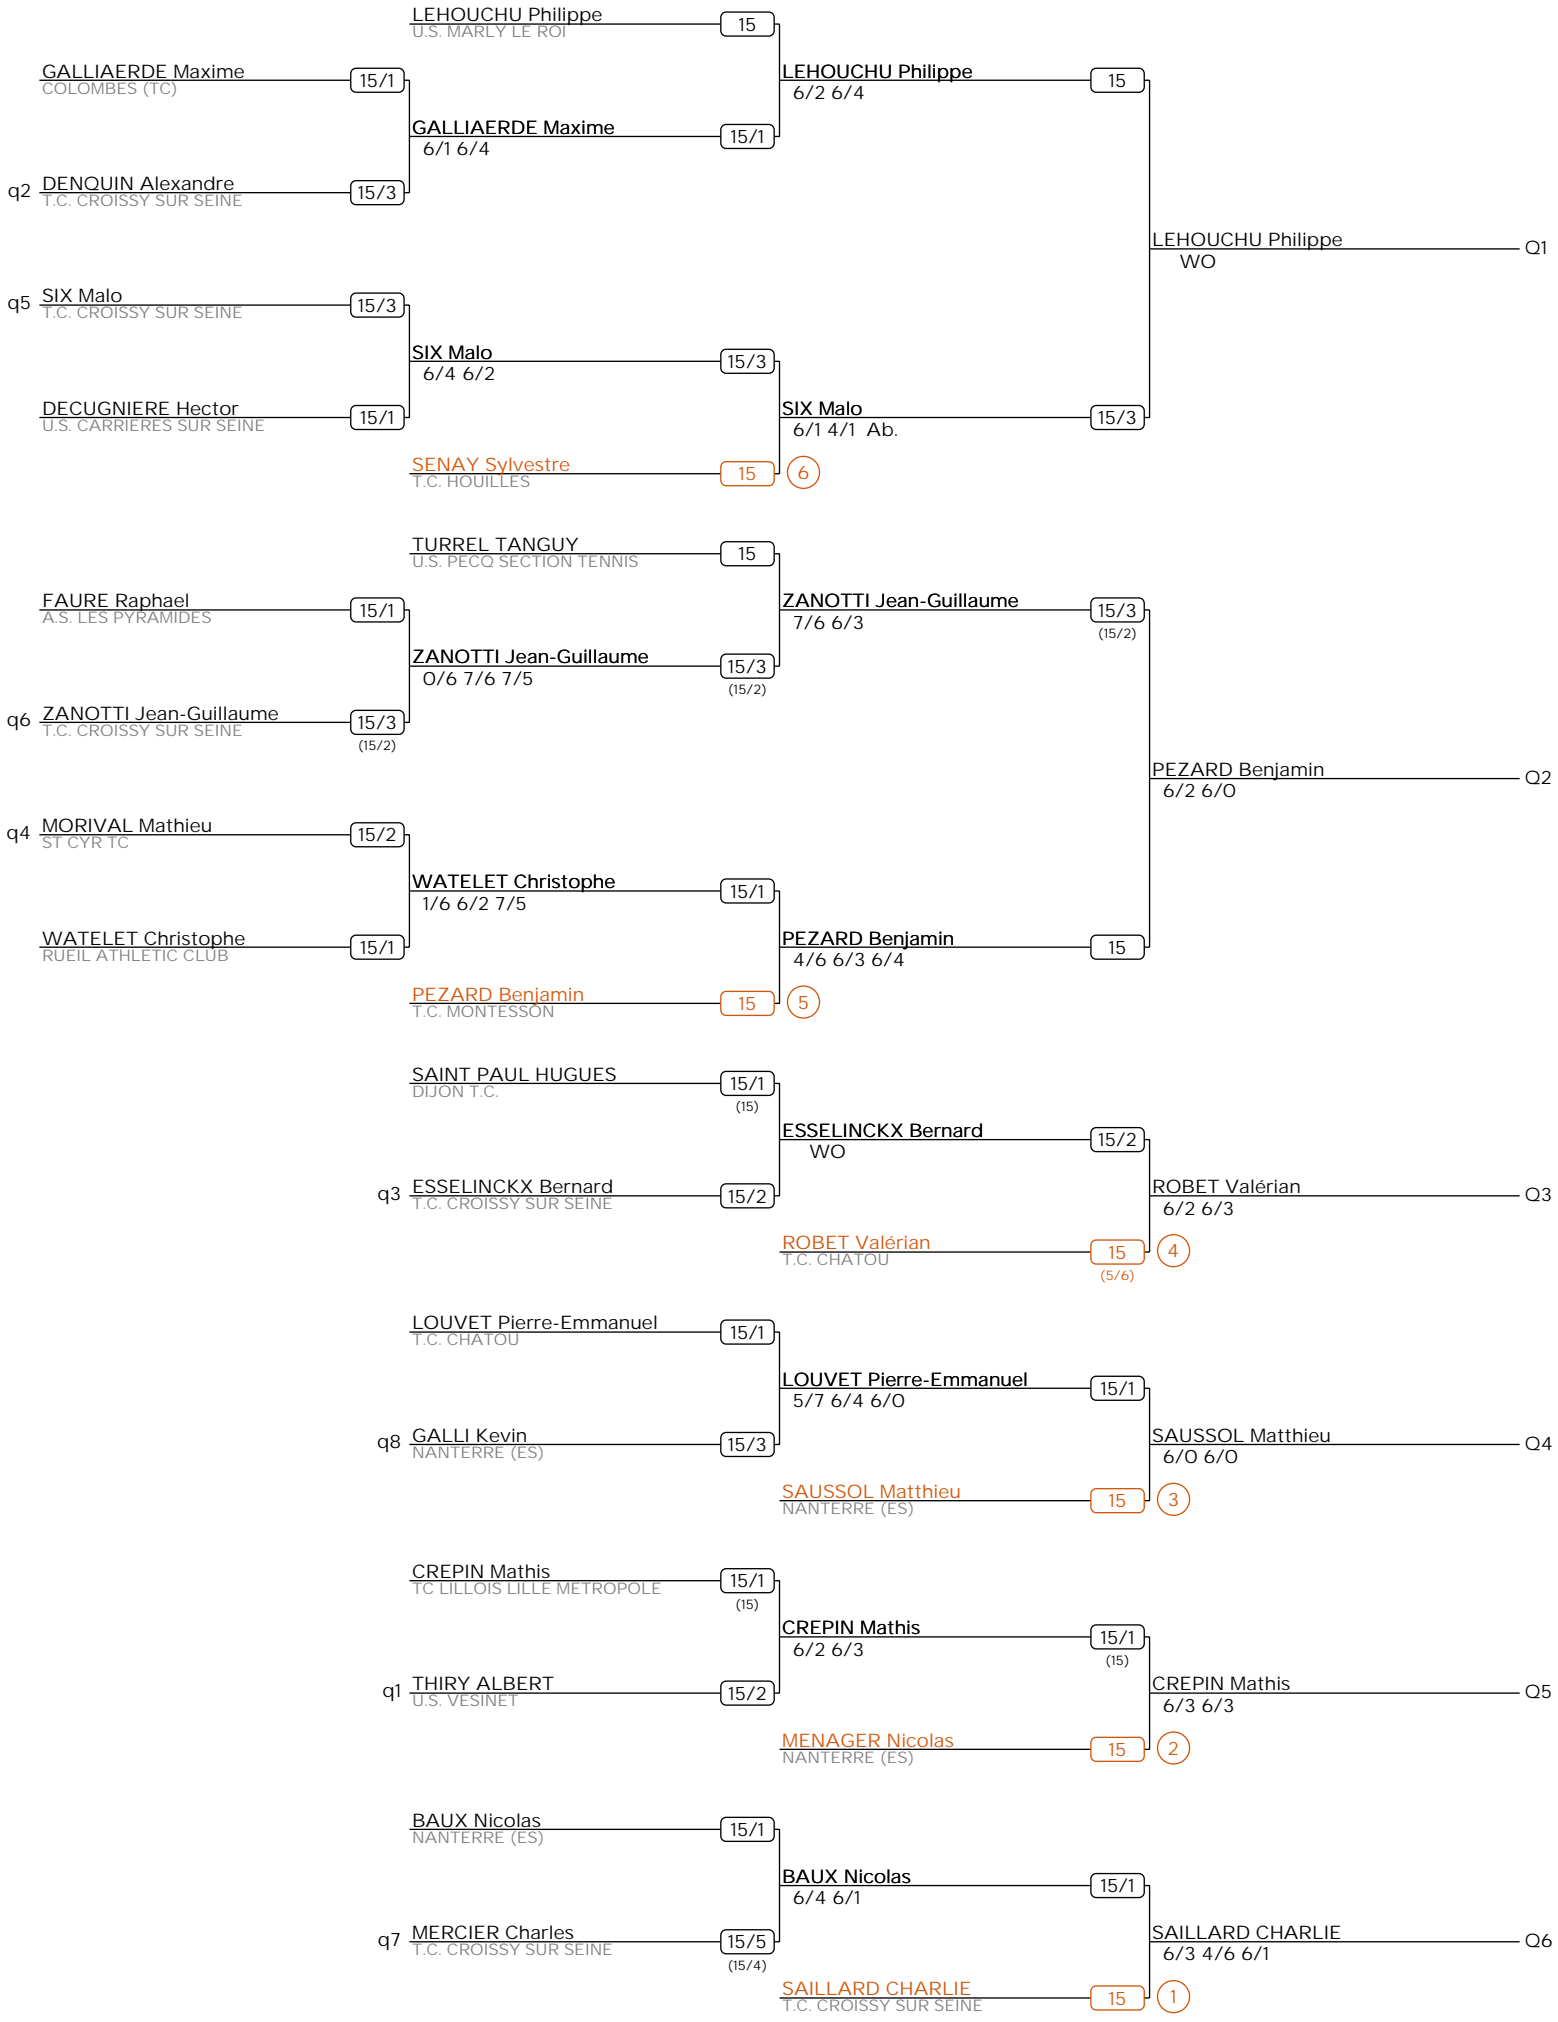 LEHOUCHU Philippe
U.S. MARLY LE ROI
15
GALLIAERDE Maxime
COLOMBES (TC)
15/1
LEHOUCHU Philippe
6/2 6/4
15
GALLIAERDE Maxime
6/1 6/4
15/1
q2
DENQUIN Alexandre
T.C. CROISSY SUR SEINE
15/3
LEHOUCHU Philippe
WO
Q1
q5
SIX Malo
T.C. CROISSY SUR SEINE
15/3
SIX Malo
6/4 6/2
15/3
DECUGNIERE Hector
U.S. CARRIERES SUR SEINE
15/1
SIX Malo
6/1 4/1 Ab.
15/3
SENAY Sylvestre
T.C. HOUILLES
15
6
TURREL TANGUY
U.S. PECQ SECTION TENNIS
15
FAURE Raphael
A.S. LES PYRAMIDES
15/1
ZANOTTI Jean-Guillaume
7/6 6/3
15/3
(15/2)
ZANOTTI Jean-Guillaume
0/6 7/6 7/5
15/3
(15/2)
q6
ZANOTTI Jean-Guillaume
T.C. CROISSY SUR SEINE
15/3
(15/2)
PEZARD Benjamin
6/2 6/0
Q2
q4
MORIVAL Mathieu
ST CYR TC
15/2
WATELET Christophe
1/6 6/2 7/5
15/1
WATELET Christophe
RUEIL ATHLETIC CLUB
15/1
PEZARD Benjamin
4/6 6/3 6/4
15
PEZARD Benjamin
T.C. MONTESSON
15
5
SAINT PAUL HUGUES
DIJON T.C.
15/1
(15)
ESSELINCKX Bernard
WO
15/2
q3
ESSELINCKX Bernard
T.C. CROISSY SUR SEINE
15/2
ROBET Valérian
6/2 6/3
Q3
ROBET Valérian
T.C. CHATOU
15
(5/6)
4
LOUVET Pierre-Emmanuel
T.C. CHATOU
15/1
LOUVET Pierre-Emmanuel
5/7 6/4 6/0
15/1
q8
GALLI Kevin
NANTERRE (ES)
15/3
SAUSSOL Matthieu
6/0 6/0
Q4
SAUSSOL Matthieu
NANTERRE (ES)
15
3
CREPIN Mathis
TC LILLOIS LILLE METROPOLE
15/1
(15)
CREPIN Mathis
6/2 6/3
15/1
(15)
q1
THIRY ALBERT
U.S. VESINET
15/2
CREPIN Mathis
6/3 6/3
Q5
MENAGER Nicolas
NANTERRE (ES)
15
2
BAUX Nicolas
NANTERRE (ES)
15/1
BAUX Nicolas
6/4 6/1
15/1
q7
MERCIER Charles
T.C. CROISSY SUR SEINE
15/5
(15/4)
SAILLARD CHARLIE
6/3 4/6 6/1
Q6
SAILLARD CHARLIE
T.C. CROISSY SUR SEINE
15
1